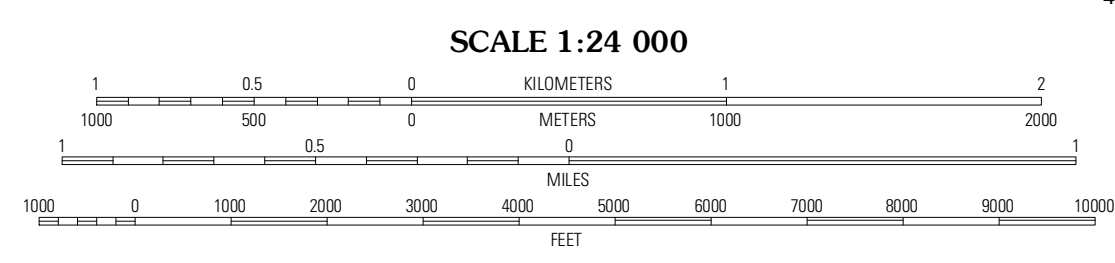 SCALE 1:24 000
1 0.5 0 KILOMETERS 1 2
1000 500 0 METERS 1000 2000
1 0.5 0 1
MILES
1000 0 1000 2000 3000 4000 5000 6000 7000 8000 9000 10000
FEET